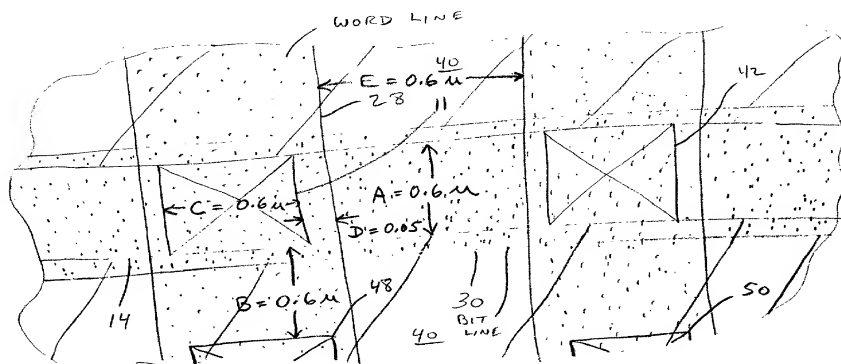 WORD LINE
40
E = 0.6 µ
28
11
42
A = 0.6 µ
C = 0.6 µ
D = 0.05
B = 0.6 µ
48
30
BIT
LINE
50
14
40